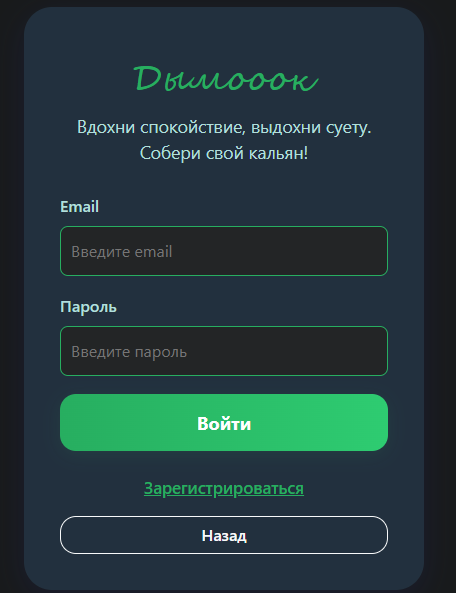 Дымооок
Вдохни спокойствие, выдохни суету.
Собери свой кальян!
Email
Введите email
Пароль
Введите пароль
Войти
Зарегистрироваться
Назад